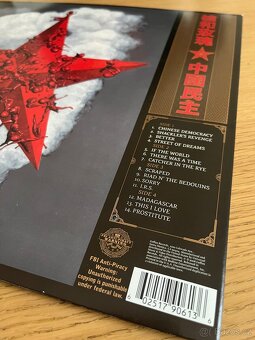 中國民主
SIDE 1
1. CHINESE DEMOCRACY
2. SHACKLER'S REVENGE
3. BETTER
4. STREET OF DREAMS
SIDE 2
5. IF THE WORLD
6. THERE WAS A TIME
7. CATCHER IN THE RYE
SIDE 3
8. SCRAPED
9. RIAD N' THE BEDOUINS
10. SORRY
11. I.R.S.
SIDE 4
12. MADAGASCAR
13. THIS I LOVE
14. PROSTITUTE
FBI Anti-Piracy
Warning:
Unauthorized
copying is punishable
under federal law.
6 02517 90613